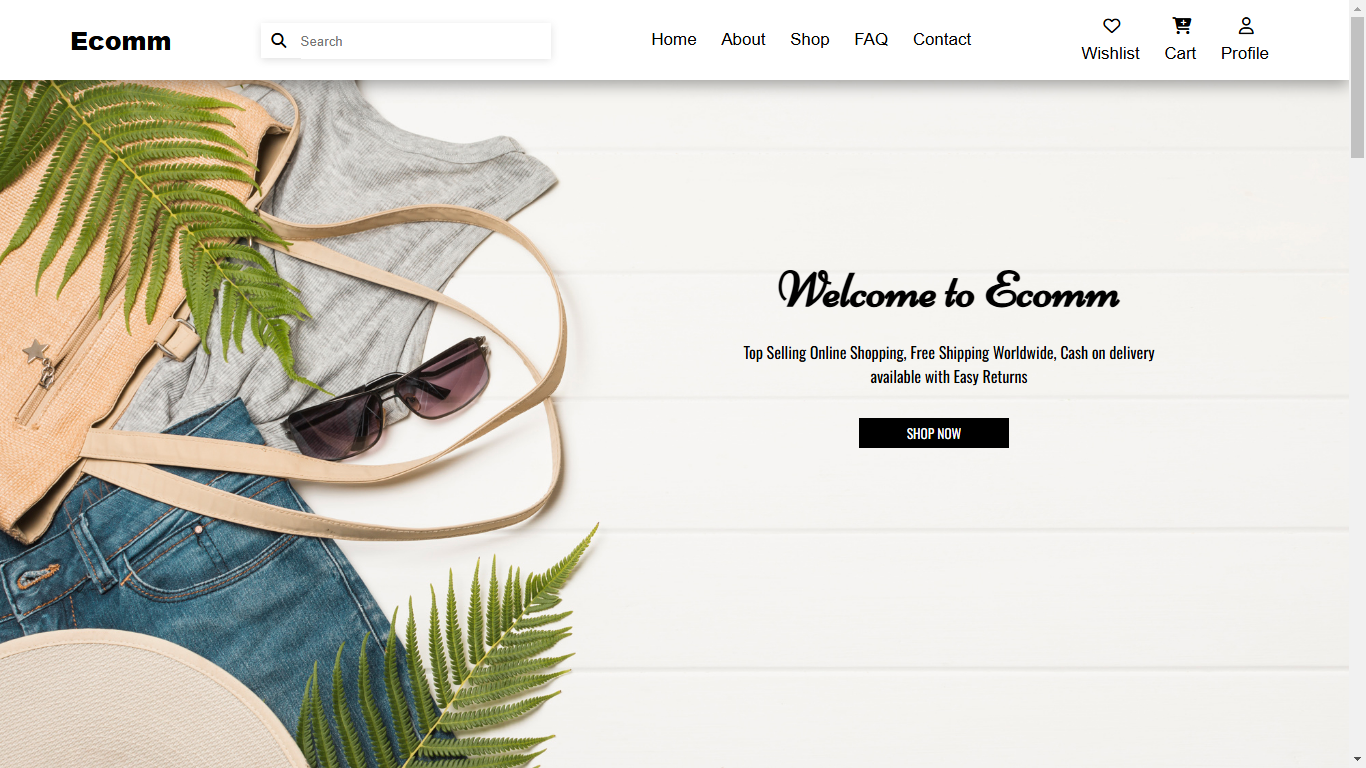 Ecomm
Search
Home About Shop FAQ Contact
Wishlist Cart Profile
Welcome to Ecomm
Top Selling Online Shopping, Free Shipping Worldwide, Cash on delivery
available with Easy Returns
SHOP NOW